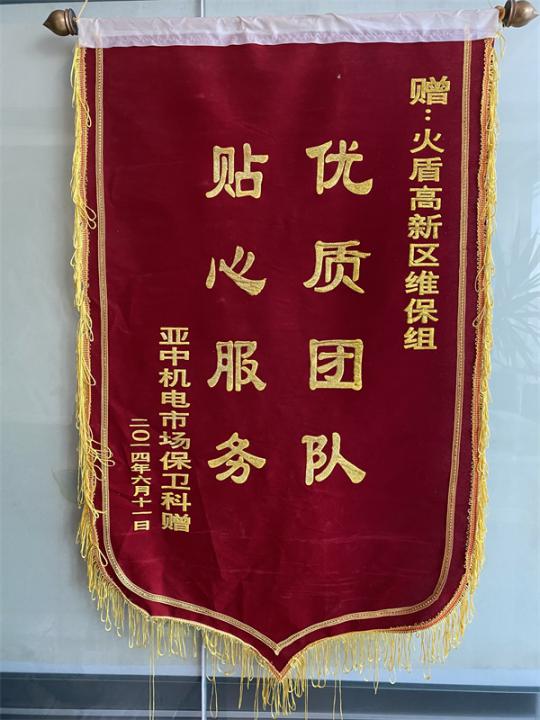 赠：火盾高新区维保组
优质团队
贴心服务
亚中机电市场保卫科赠
二〇一四年六月十一日